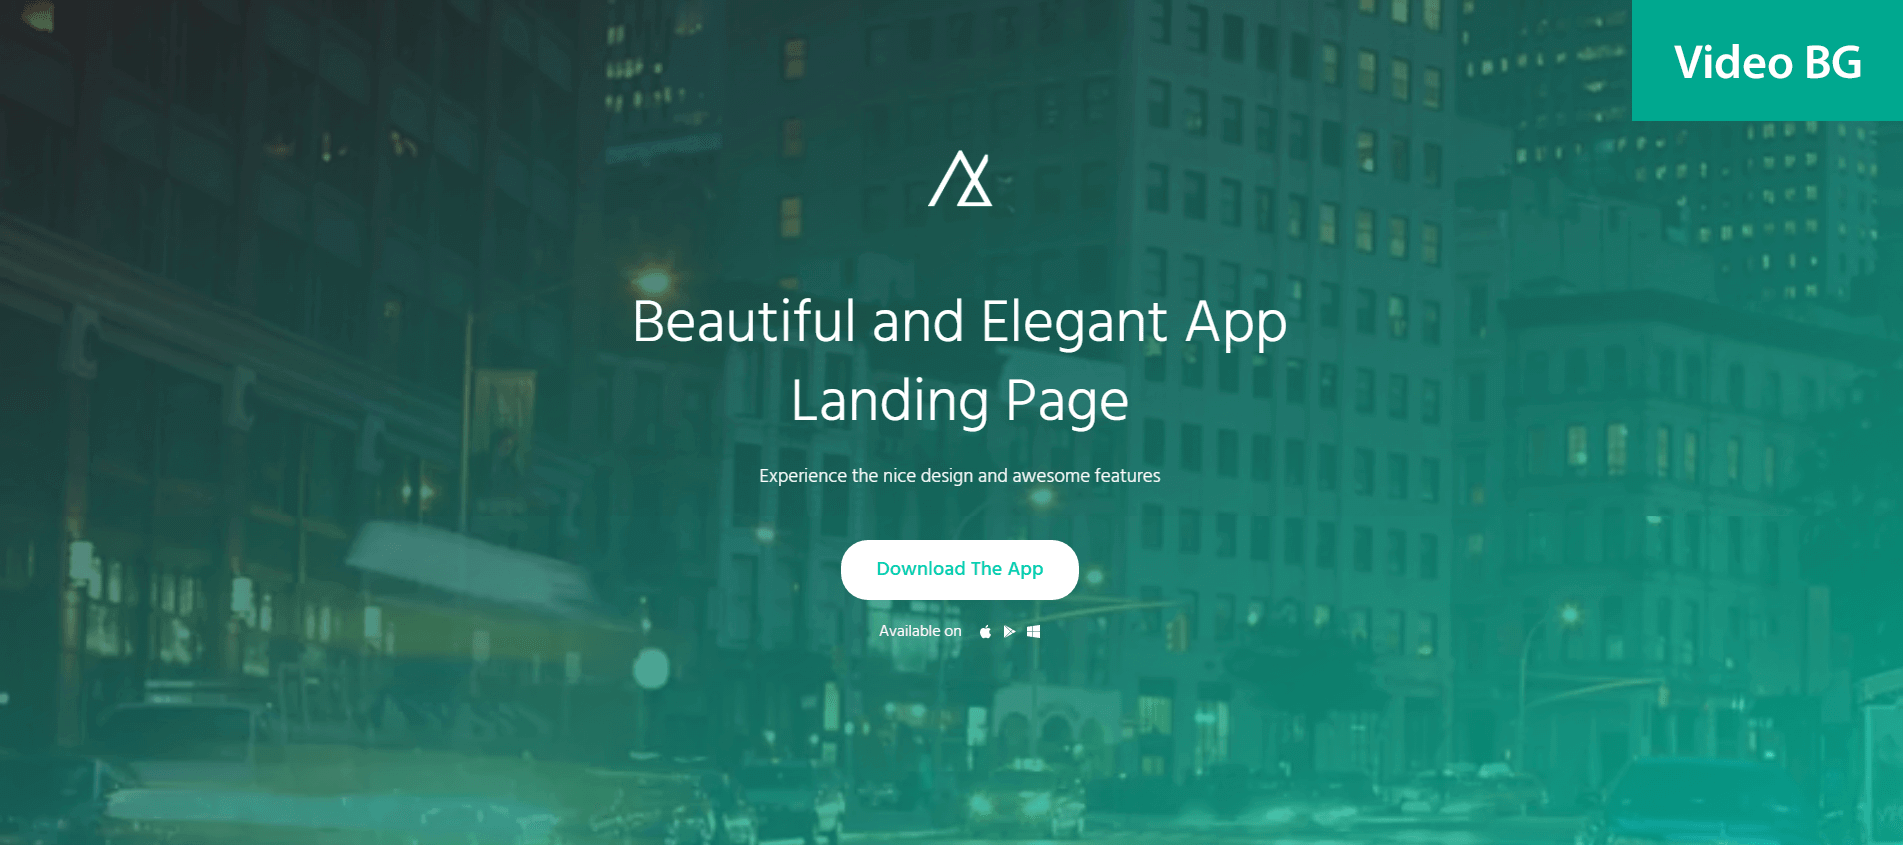 Video BG
Beautiful and Elegant App
Landing Page
Experience the nice design and awesome features
Download The App
Available on